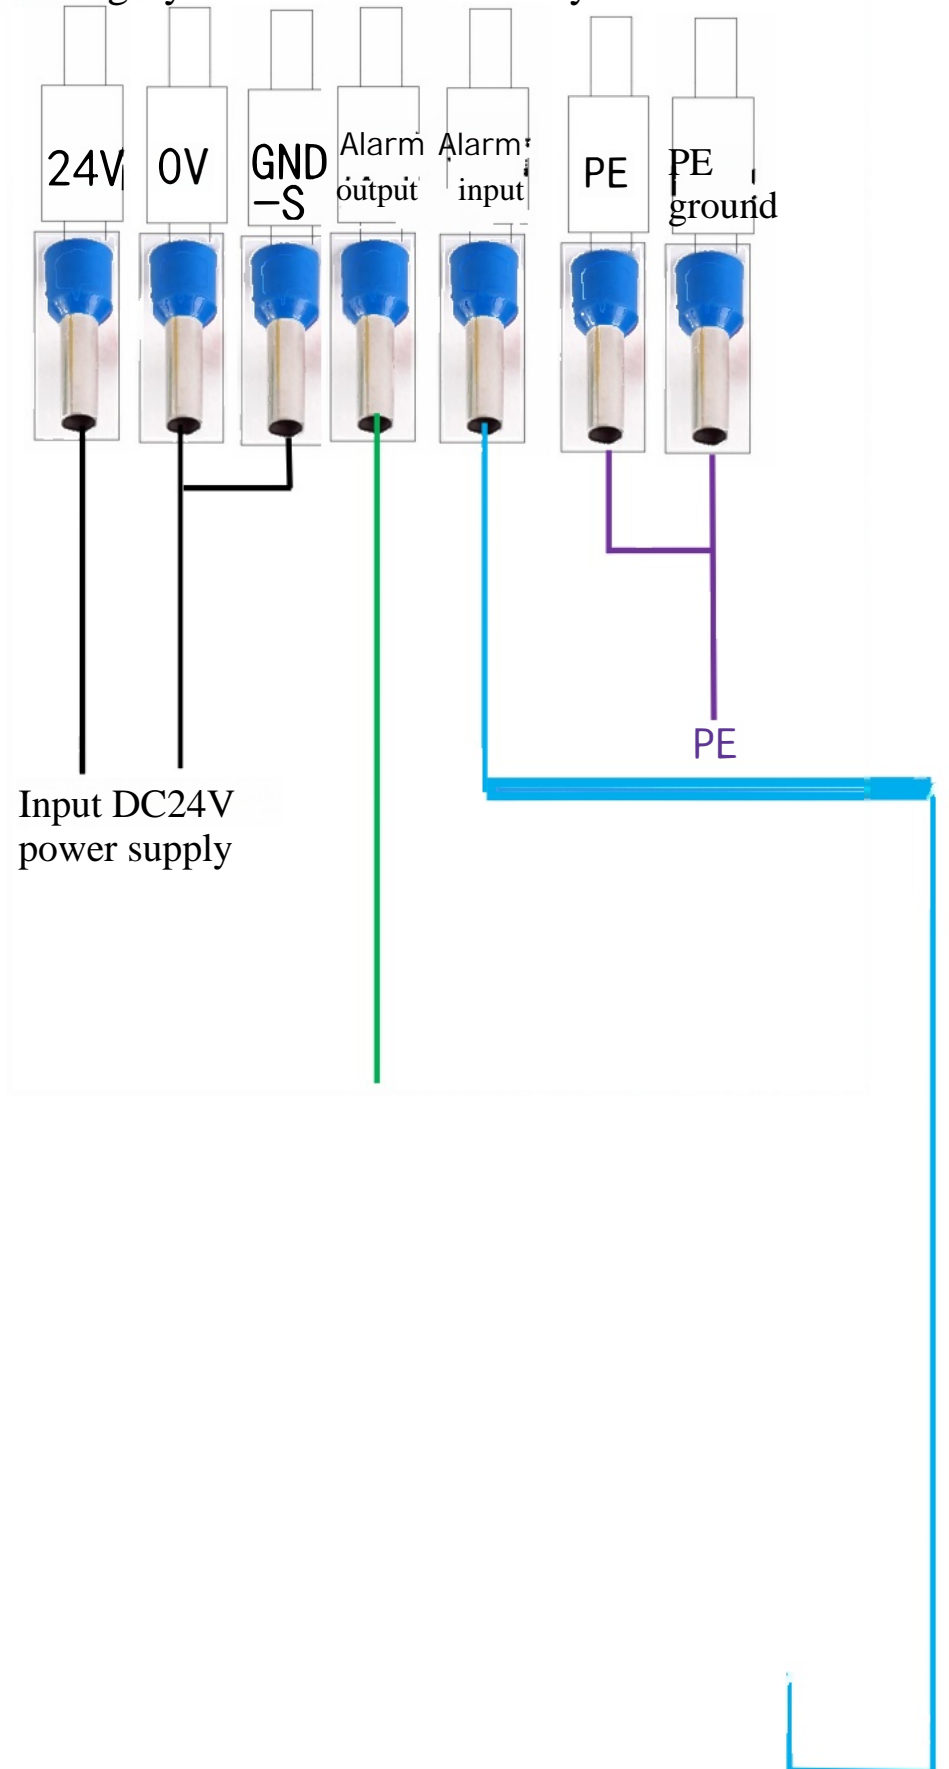 24V
0V
GND
-S
Alarm
output
Alarm
input
PE
PE
ground
PE
Input DC24V
power supply